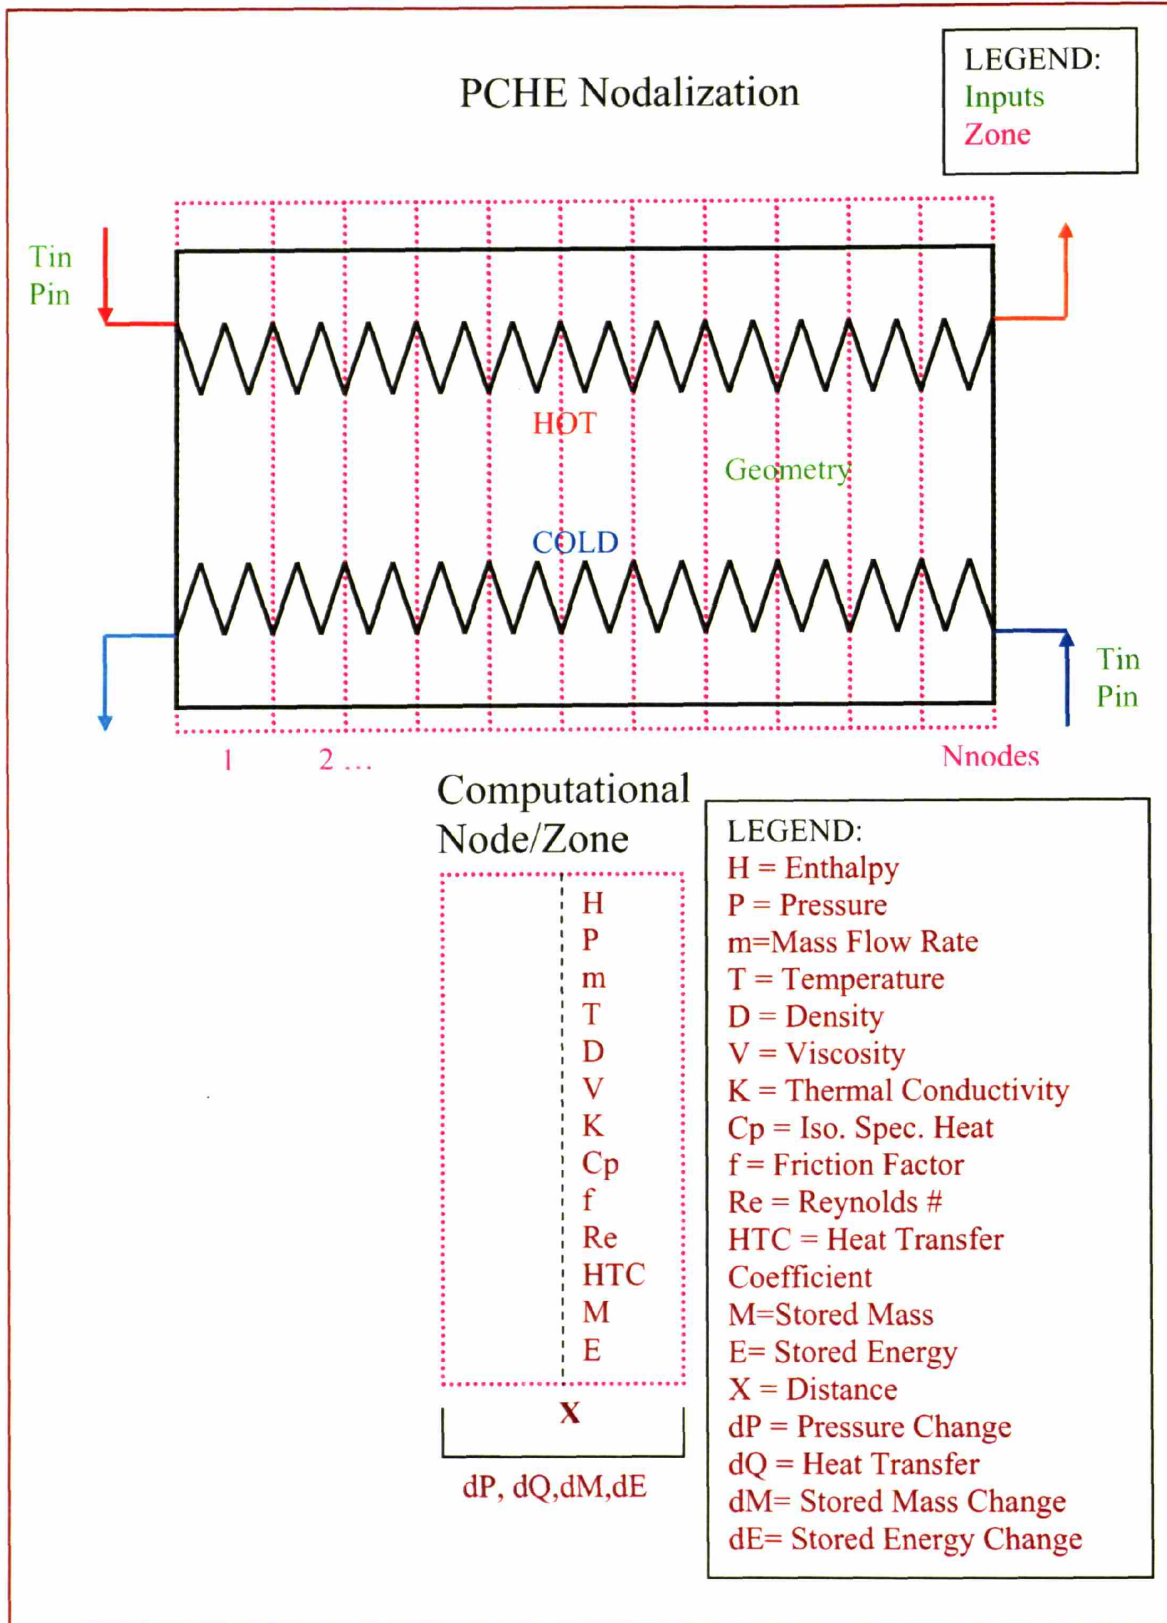 PCHE Nodalization
LEGEND:
Inputs
Zone
Tin
Pin
HOT
Geometry
COLD
Tin
Pin
1
2 ...
Nnodes
Computational
Node/Zone
H
P
m
T
D
V
K
Cp
f
Re
HTC
M
E
X
dP, dQ,dM,dE
LEGEND:
H = Enthalpy
P = Pressure
m=Mass Flow Rate
T = Temperature
D = Density
V = Viscosity
K = Thermal Conductivity
Cp = Iso. Spec. Heat
f = Friction Factor
Re = Reynolds #
HTC = Heat Transfer
Coefficient
M=Stored Mass
E= Stored Energy
X = Distance
dP = Pressure Change
dQ = Heat Transfer
dM= Stored Mass Change
dE= Stored Energy Change